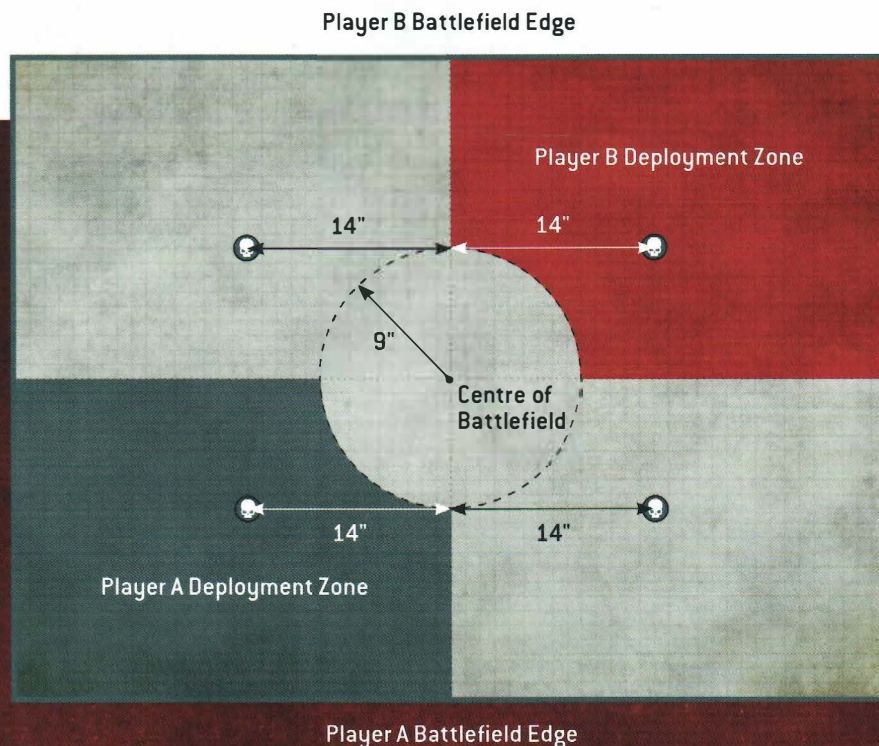 Player B Battlefield Edge
Player B Deployment Zone
14"
14"
9"
Centre of
Battlefield
14"
14"
Player A Deployment Zone
Player A Battlefield Edge